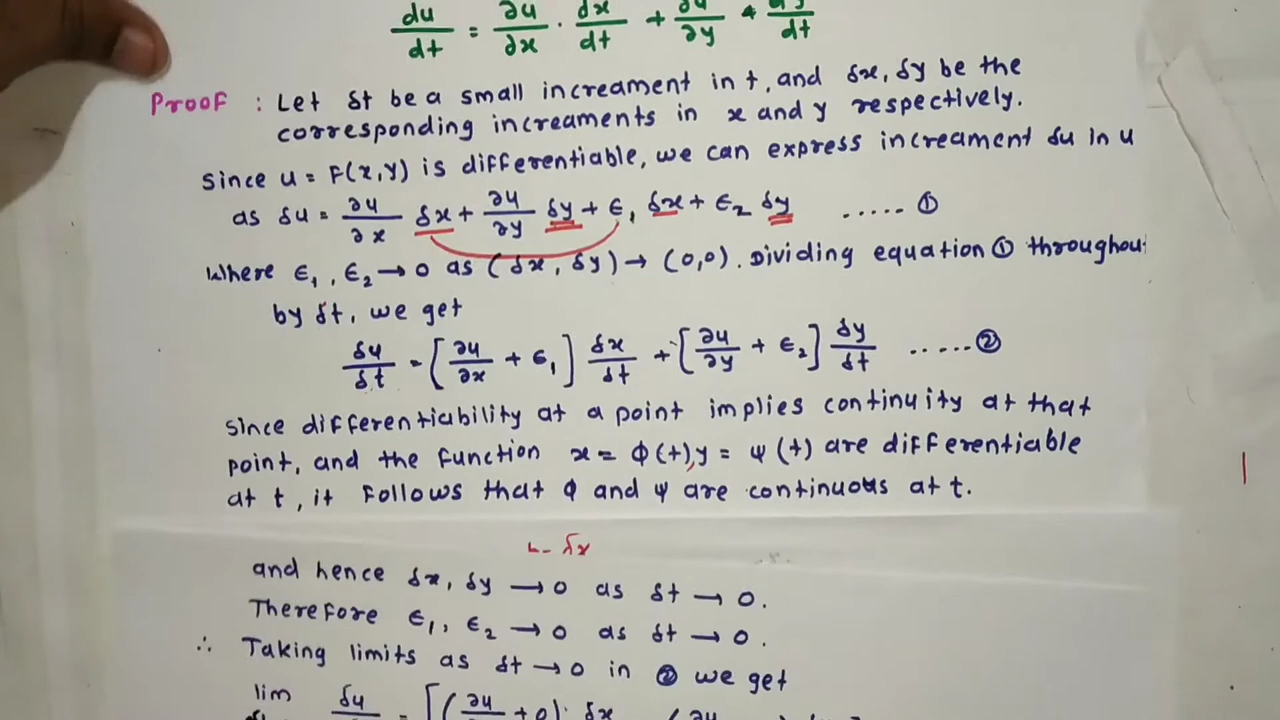 du/dt = ∂u/∂x · dx/dt + ∂u/∂y · dy/dt
Proof : Let δt be a small increament in t, and δx, δy be the
corresponding increaments in x and y respectively.
Since u = F(x,y) is differentiable, we can express increament δu in u
as δu = ∂u/∂x δx + ∂u/∂y δy + ϵ₁ δx + ϵ₂ δy ..... ①
Where ϵ₁, ϵ₂ → 0 as (δx, δy) → (0,0). Dividing equation ① throughout
by δt, we get
δu/δt = [∂u/∂x + ϵ₁] δx/δt + [∂u/∂y + ϵ₂] δy/δt ..... ②
Since differentiability at a point implies continuity at that
point, and the function x = ϕ(t), y = ψ(t) are differentiable
at t, it follows that ϕ and ψ are continuous at t.
δx
and hence δx, δy → 0 as δt → 0.
Therefore ϵ₁, ϵ₂ → 0 as δt → 0.
∴ Taking limits as δt → 0 in ② we get
lim δu = [(∂u + 0). δx (∂u